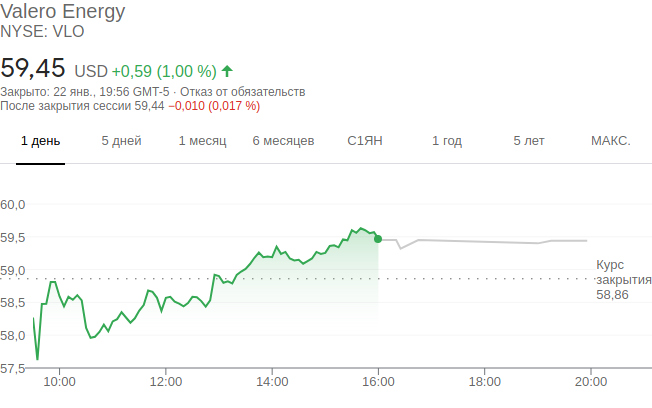 Valero Energy
NYSE: VLO
59,45 USD +0,59 (1,00 %)
Закрыто: 22 янв., 19:56 GMT-5 · Отказ от обязательств
После закрытия сессии 59,44 −0,010 (0,017 %)
1 день 5 дней 1 месяц 6 месяцев С1ЯН 1 год 5 лет МАКС.
60,0
59,5
59,0
Курс
закрытия
58,86
58,5
58,0
57,5
10:00 12:00 14:00 16:00 18:00 20:00